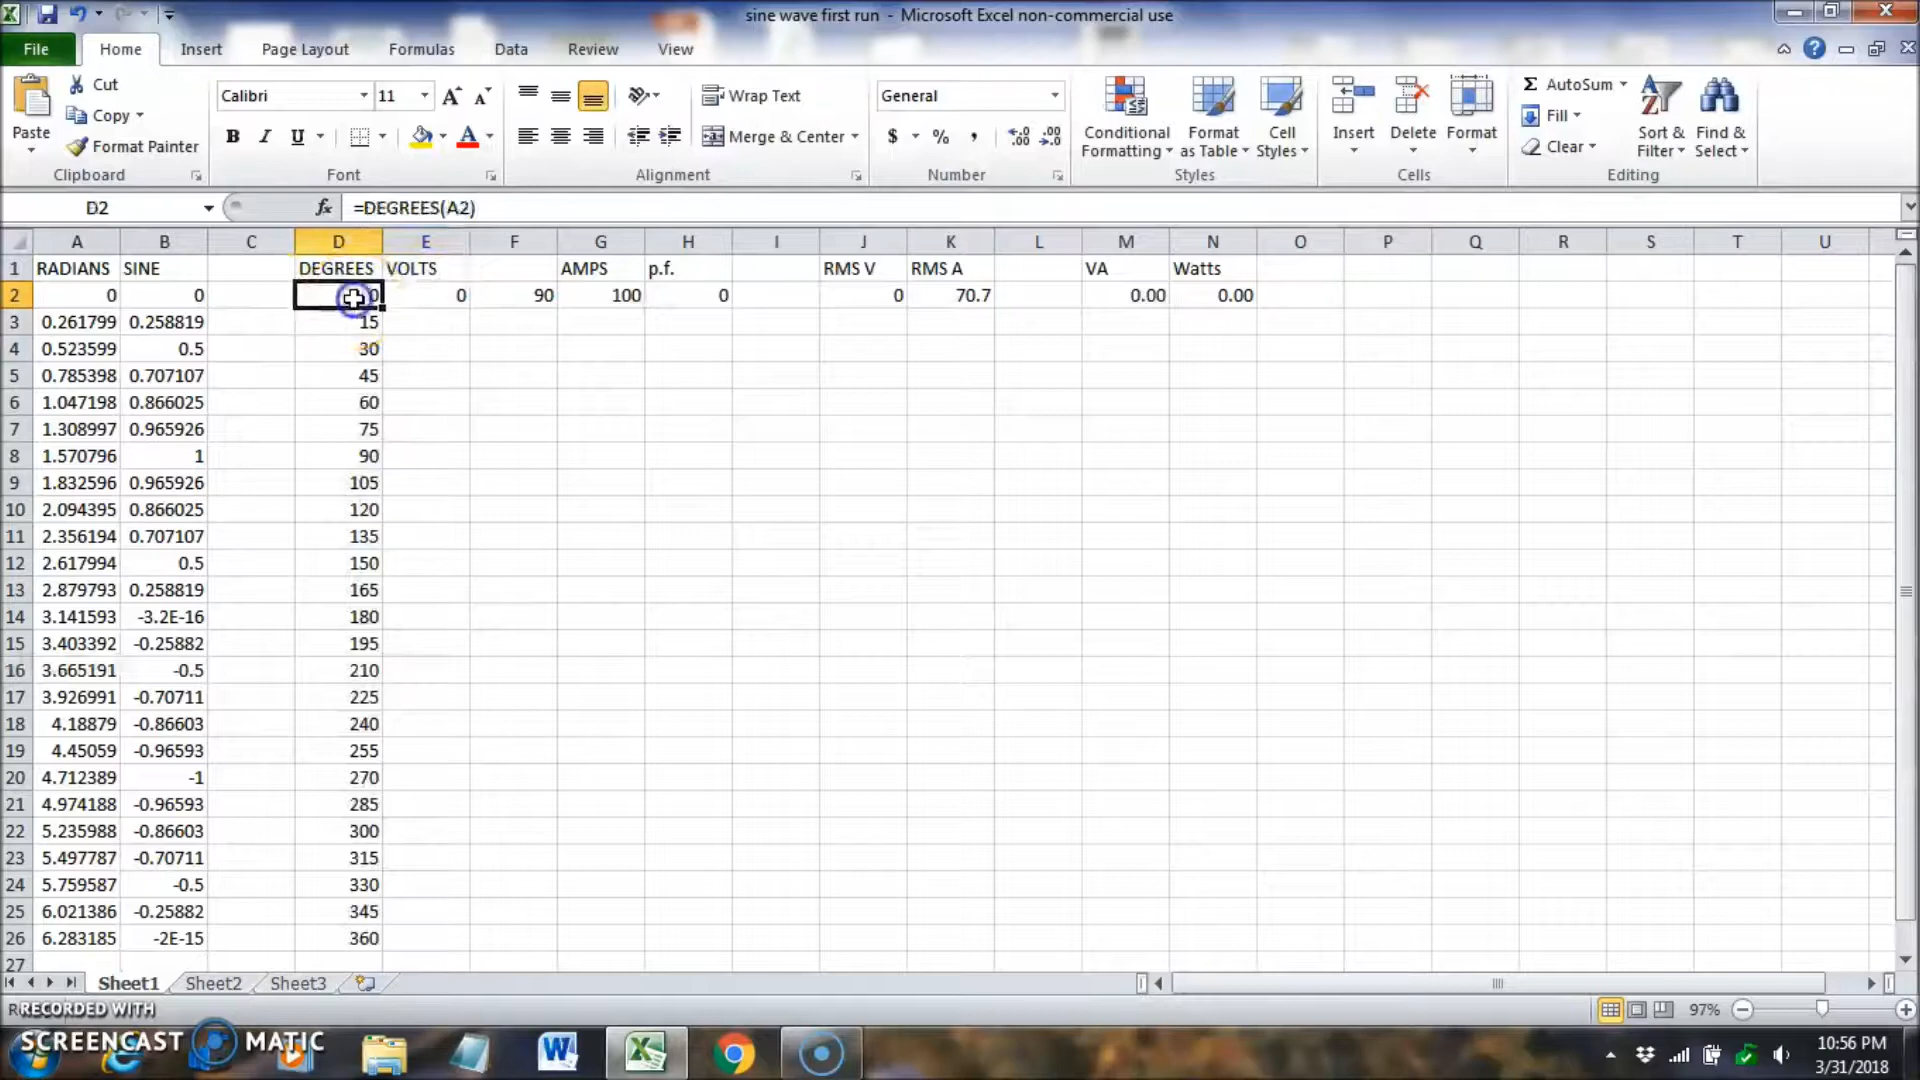 sine wave first run - Microsoft Excel non-commercial use
File Home Insert Page Layout Formulas Data Review View
Paste Cut Copy Format Painter Clipboard
Calibri 11 B I U Font
Wrap Text Merge & Center Alignment
General $ % , Number
Conditional Formatting Format as Table Cell Styles Styles
Insert Delete Format Cells
AutoSum Fill Clear Sort & Filter Find & Select Editing
D2 fx =DEGREES(A2)
A B C D E F G H I J K L M N O P Q R S T U
1 RADIANS SINE DEGREES VOLTS AMPS p.f. RMS V RMS A VA Watts
2 0 0 0 0 90 100 0 0 70.7 0.00 0.00
3 0.261799 0.258819 15
4 0.523599 0.5 30
5 0.785398 0.707107 45
6 1.047198 0.866025 60
7 1.308997 0.965926 75
8 1.570796 1 90
9 1.832596 0.965926 105
10 2.094395 0.866025 120
11 2.356194 0.707107 135
12 2.617994 0.5 150
13 2.879793 0.258819 165
14 3.141593 -3.2E-16 180
15 3.403392 -0.25882 195
16 3.665191 -0.5 210
17 3.926991 -0.70711 225
18 4.18879 -0.86603 240
19 4.45059 -0.96593 255
20 4.712389 -1 270
21 4.974188 -0.96593 285
22 5.235988 -0.86603 300
23 5.497787 -0.70711 315
24 5.759587 -0.5 330
25 6.021386 -0.25882 345
26 6.283185 -2E-15 360
27
Sheet1 Sheet2 Sheet3
RECORDED WITH 97%
SCREENCAST MATIC
10:56 PM
3/31/2018